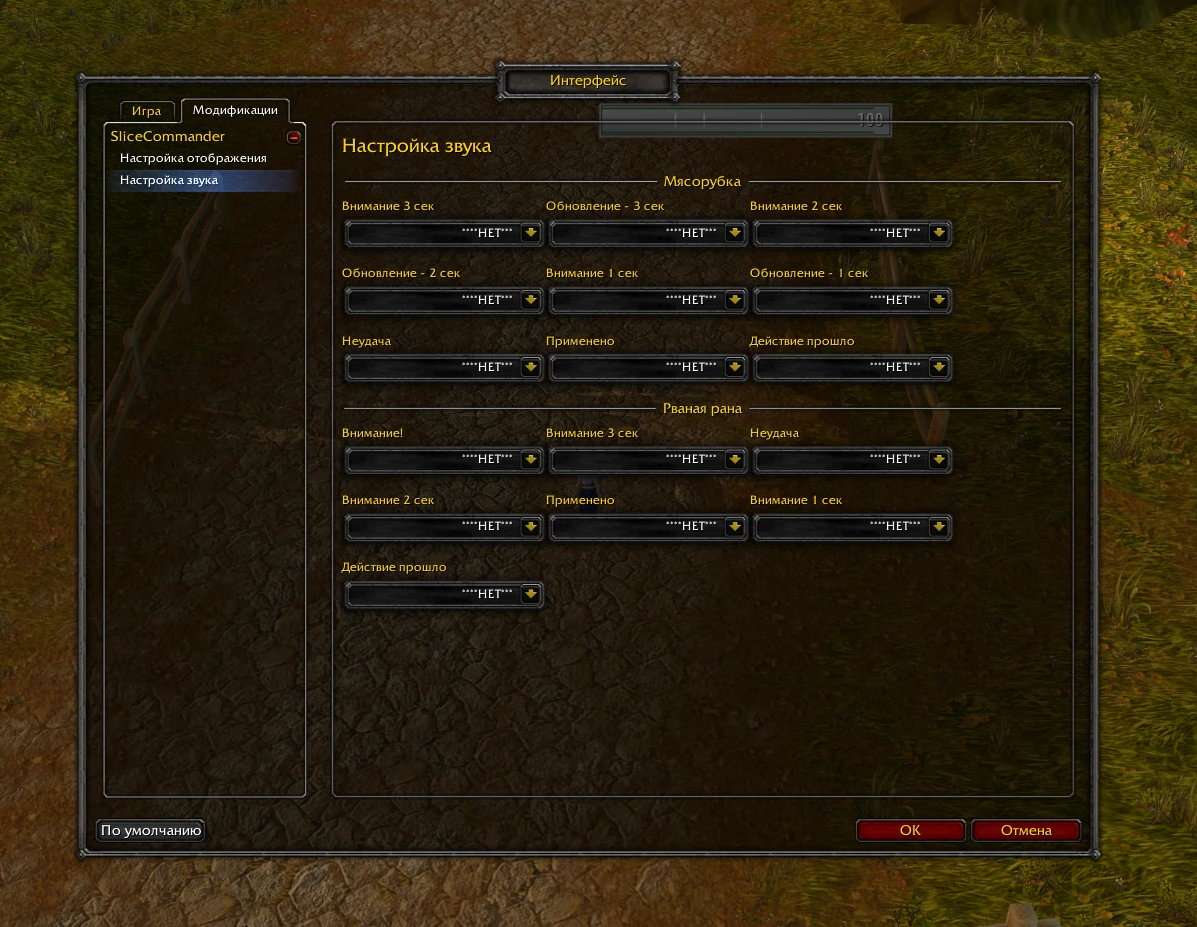 Интерфейс
Игра Модификации
SliceCommander
Настройка отображения
Настройка звука
100
Настройка звука
Мясорубка
Внимание 3 сек Обновление - 3 сек Внимание 2 сек
****НЕТ*** ****НЕТ*** ****НЕТ***
Обновление - 2 сек Внимание 1 сек Обновление - 1 сек
****НЕТ*** ****НЕТ*** ****НЕТ***
Неудача Применено Действие прошло
****НЕТ*** ****НЕТ*** ****НЕТ***
Рваная рана
Внимание! Внимание 3 сек Неудача
****НЕТ*** ****НЕТ*** ****НЕТ***
Внимание 2 сек Применено Внимание 1 сек
****НЕТ*** ****НЕТ*** ****НЕТ***
Действие прошло
****НЕТ***
По умолчанию ОК Отмена